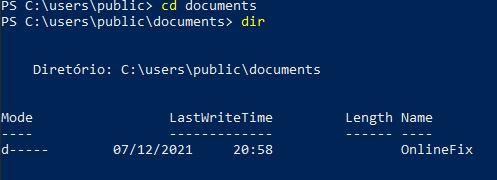 PS C:\users\public> cd documents
PS C:\users\public\documents> dir
Diretório: C:\users\public\documents
Mode LastWriteTime Length Name
---- ------------- ------ ----
d----- 07/12/2021 20:58 OnlineFix